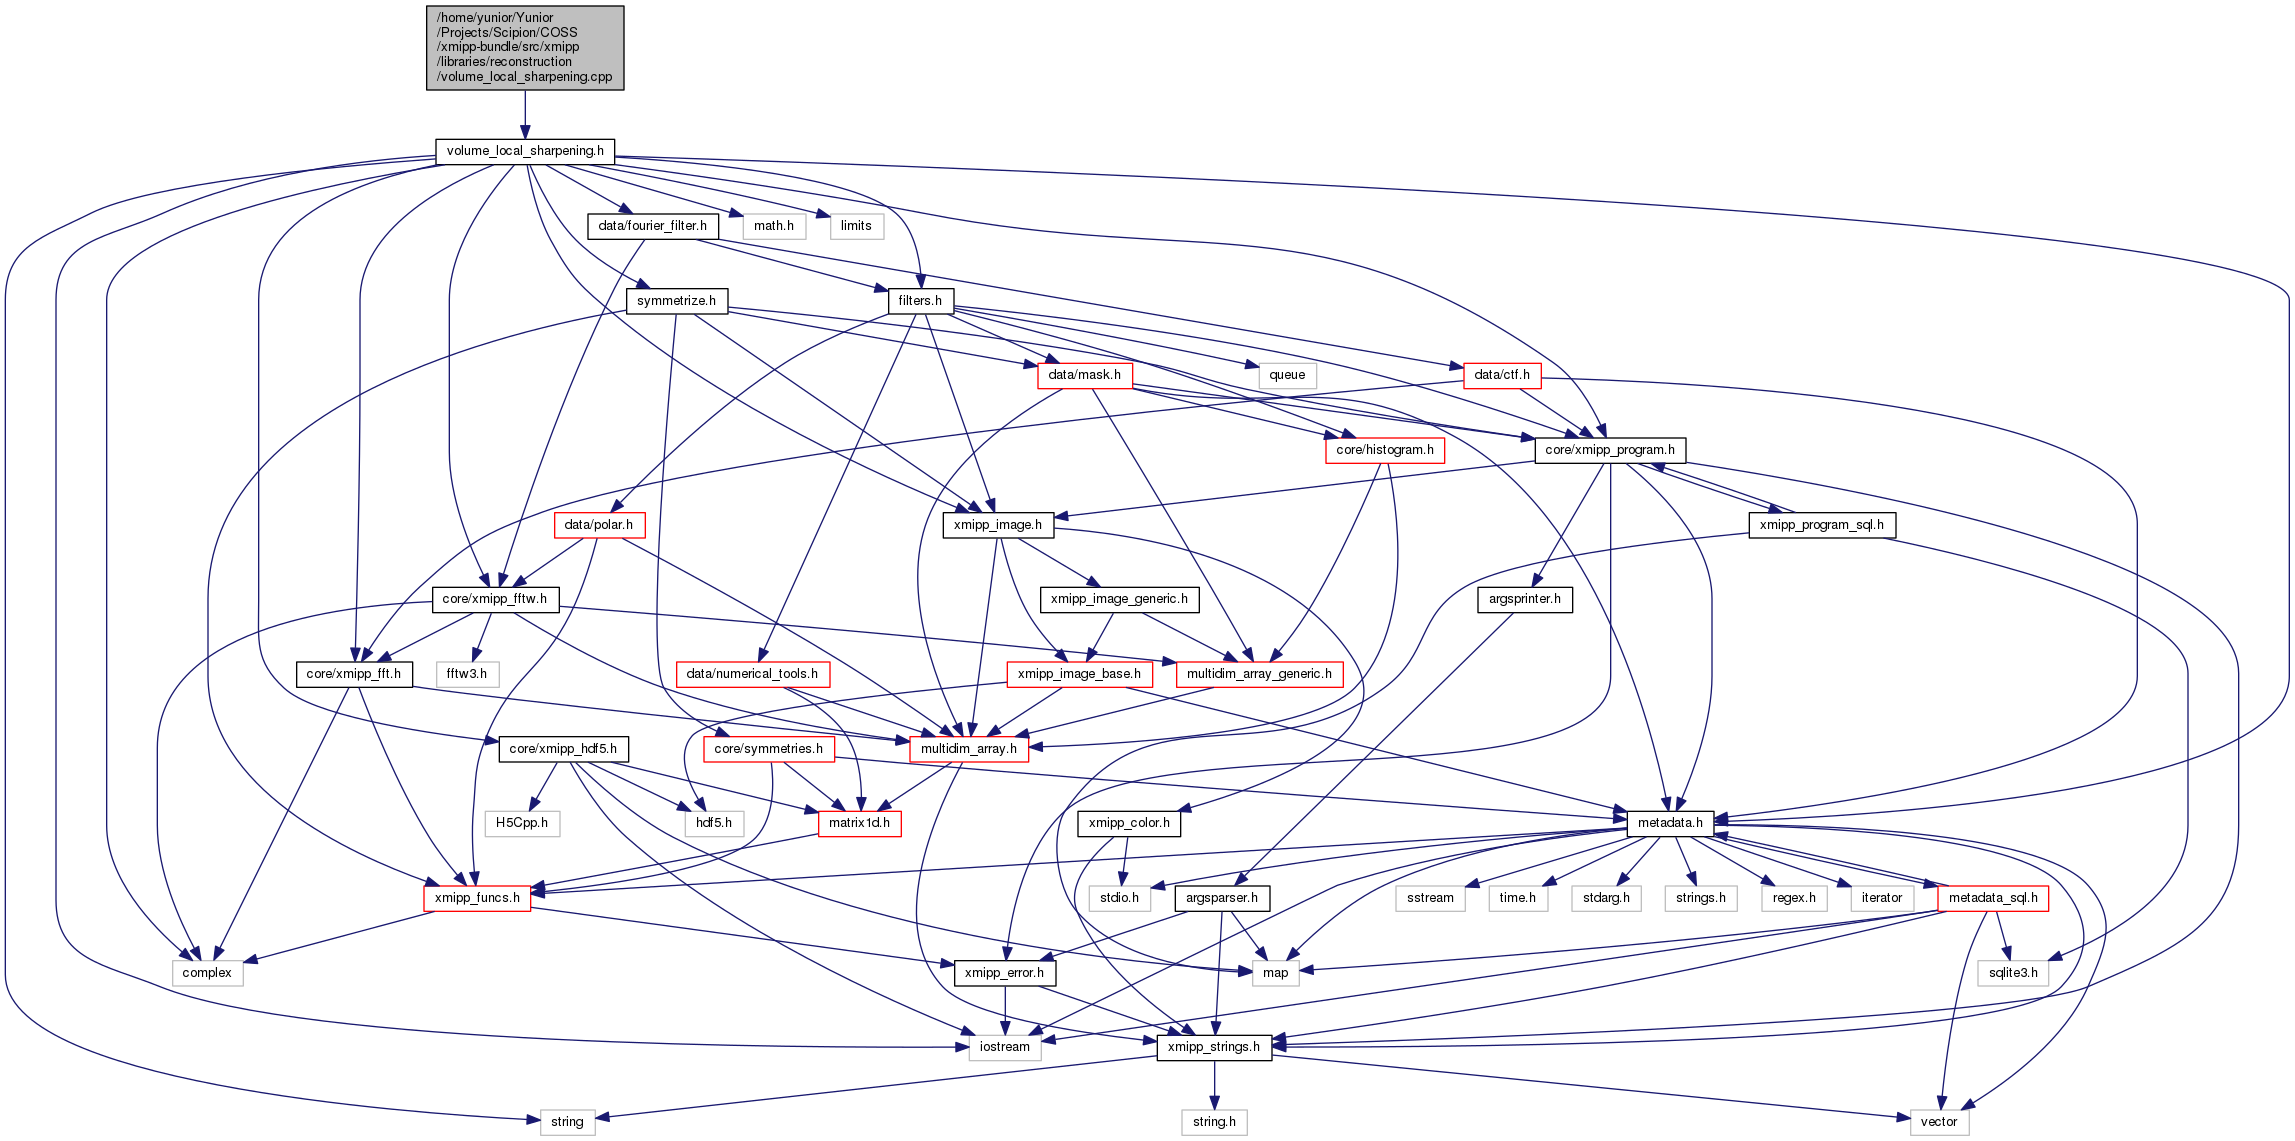 /home/yunior/Yunior
/Projects/Scipion/COSS
/xmipp-bundle/src/xmipp
/libraries/reconstruction
/volume_local_sharpening.cpp
volume_local_sharpening.h
data/fourier_filter.h
math.h
limits
symmetrize.h
filters.h
data/mask.h
queue
data/ctf.h
core/histogram.h
core/xmipp_program.h
data/polar.h
xmipp_image.h
xmipp_program_sql.h
core/xmipp_fftw.h
xmipp_image_generic.h
argsprinter.h
core/xmipp_fft.h
fftw3.h
data/numerical_tools.h
xmipp_image_base.h
multidim_array_generic.h
core/xmipp_hdf5.h
core/symmetries.h
multidim_array.h
H5Cpp.h
hdf5.h
matrix1d.h
xmipp_color.h
metadata.h
xmipp_funcs.h
stdio.h
argsparser.h
sstream
time.h
stdarg.h
strings.h
regex.h
iterator
metadata_sql.h
complex
xmipp_error.h
map
sqlite3.h
iostream
xmipp_strings.h
string
string.h
vector